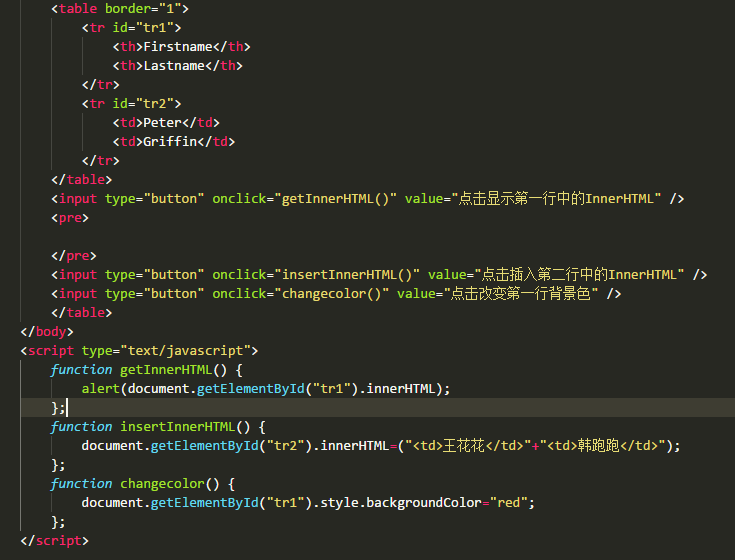 <table border="1">
<tr id="tr1">
<th>Firstname</th>
<th>Lastname</th>
</tr>
<tr id="tr2">
<td>Peter</td>
<td>Griffin</td>
</tr>
</table>
<input type="button" onclick="getInnerHTML()" value="点击显示第一行中的InnerHTML" />
<pre>
</pre>
<input type="button" onclick="insertInnerHTML()" value="点击插入第二行中的InnerHTML" />
<input type="button" onclick="changecolor()" value="点击改变第一行背景色" />
</table>
</body>
<script type="text/javascript">
function getInnerHTML() {
alert(document.getElementById("tr1").innerHTML);
};
function insertInnerHTML() {
document.getElementById("tr2").innerHTML=("<td>王花花</td>"+"<td>韩跑跑</td>");
};
function changecolor() {
document.getElementById("tr1").style.backgroundColor="red";
};
</script>